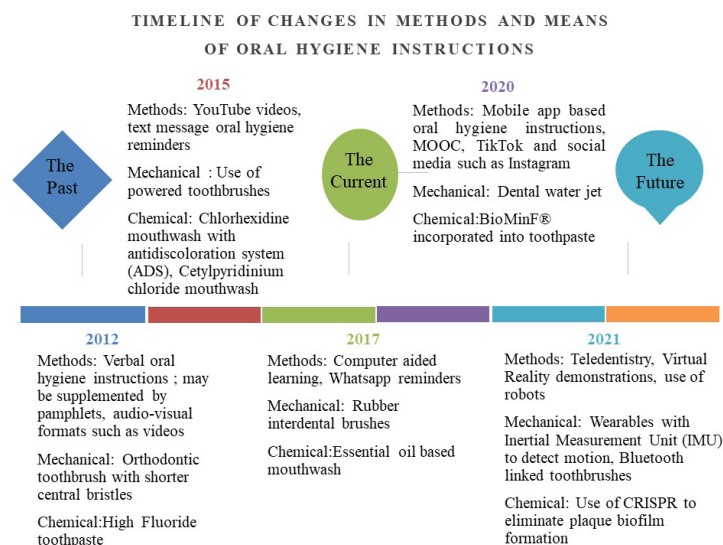 TIMELINE OF CHANGES IN METHODS AND MEANS
OF ORAL HYGIENE INSTRUCTIONS
The
Past
2015
Methods: YouTube videos,
text message oral hygiene
reminders
Mechanical : Use of
powered toothbrushes
Chemical: Chlorhexidine
mouthwash with
antidiscoloration system
(ADS), Cetylpyridinium
chloride mouthwash
The
Current
2020
Methods: Mobile app based
oral hygiene instructions,
MOOC, TikTok and social
media such as Instagram
Mechanical: Dental water jet
Chemical:BioMinF®
incorporated into toothpaste
The
Future
2012
Methods: Verbal oral
hygiene instructions ; may
be supplemented by
pamphlets, audio-visual
formats such as videos
Mechanical: Orthodontic
toothbrush with shorter
central bristles
Chemical:High Fluoride
toothpaste
2017
Methods: Computer aided
learning, Whatsapp reminders
Mechanical: Rubber
interdental brushes
Chemical:Essential oil based
mouthwash
2021
Methods: Teledentistry, Virtual
Reality demonstrations, use of
robots
Mechanical: Wearables with
Inertial Measurement Unit (IMU)
to detect motion, Bluetooth
linked toothbrushes
Chemical: Use of CRISPR to
eliminate plaque biofilm
formation